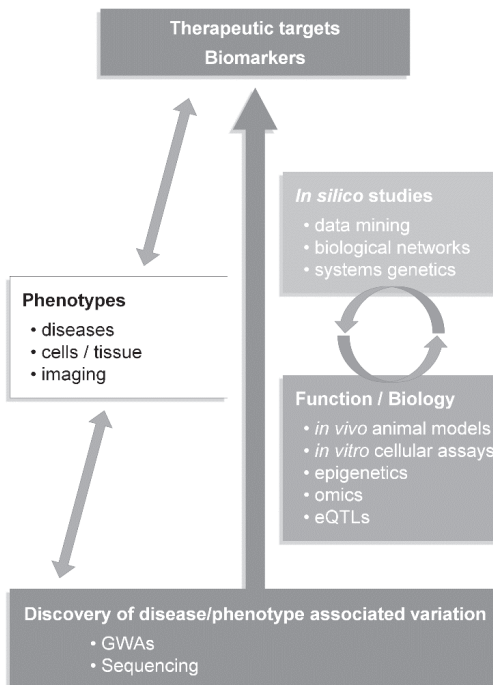 Therapeutic targets
Biomarkers
In silico studies
• data mining
• biological networks
• systems genetics
Phenotypes
• diseases
• cells / tissue
• imaging
Function / Biology
• in vivo animal models
• in vitro cellular assays
• epigenetics
• omics
• eQTLs
Discovery of disease/phenotype associated variation
• GWAs
• Sequencing